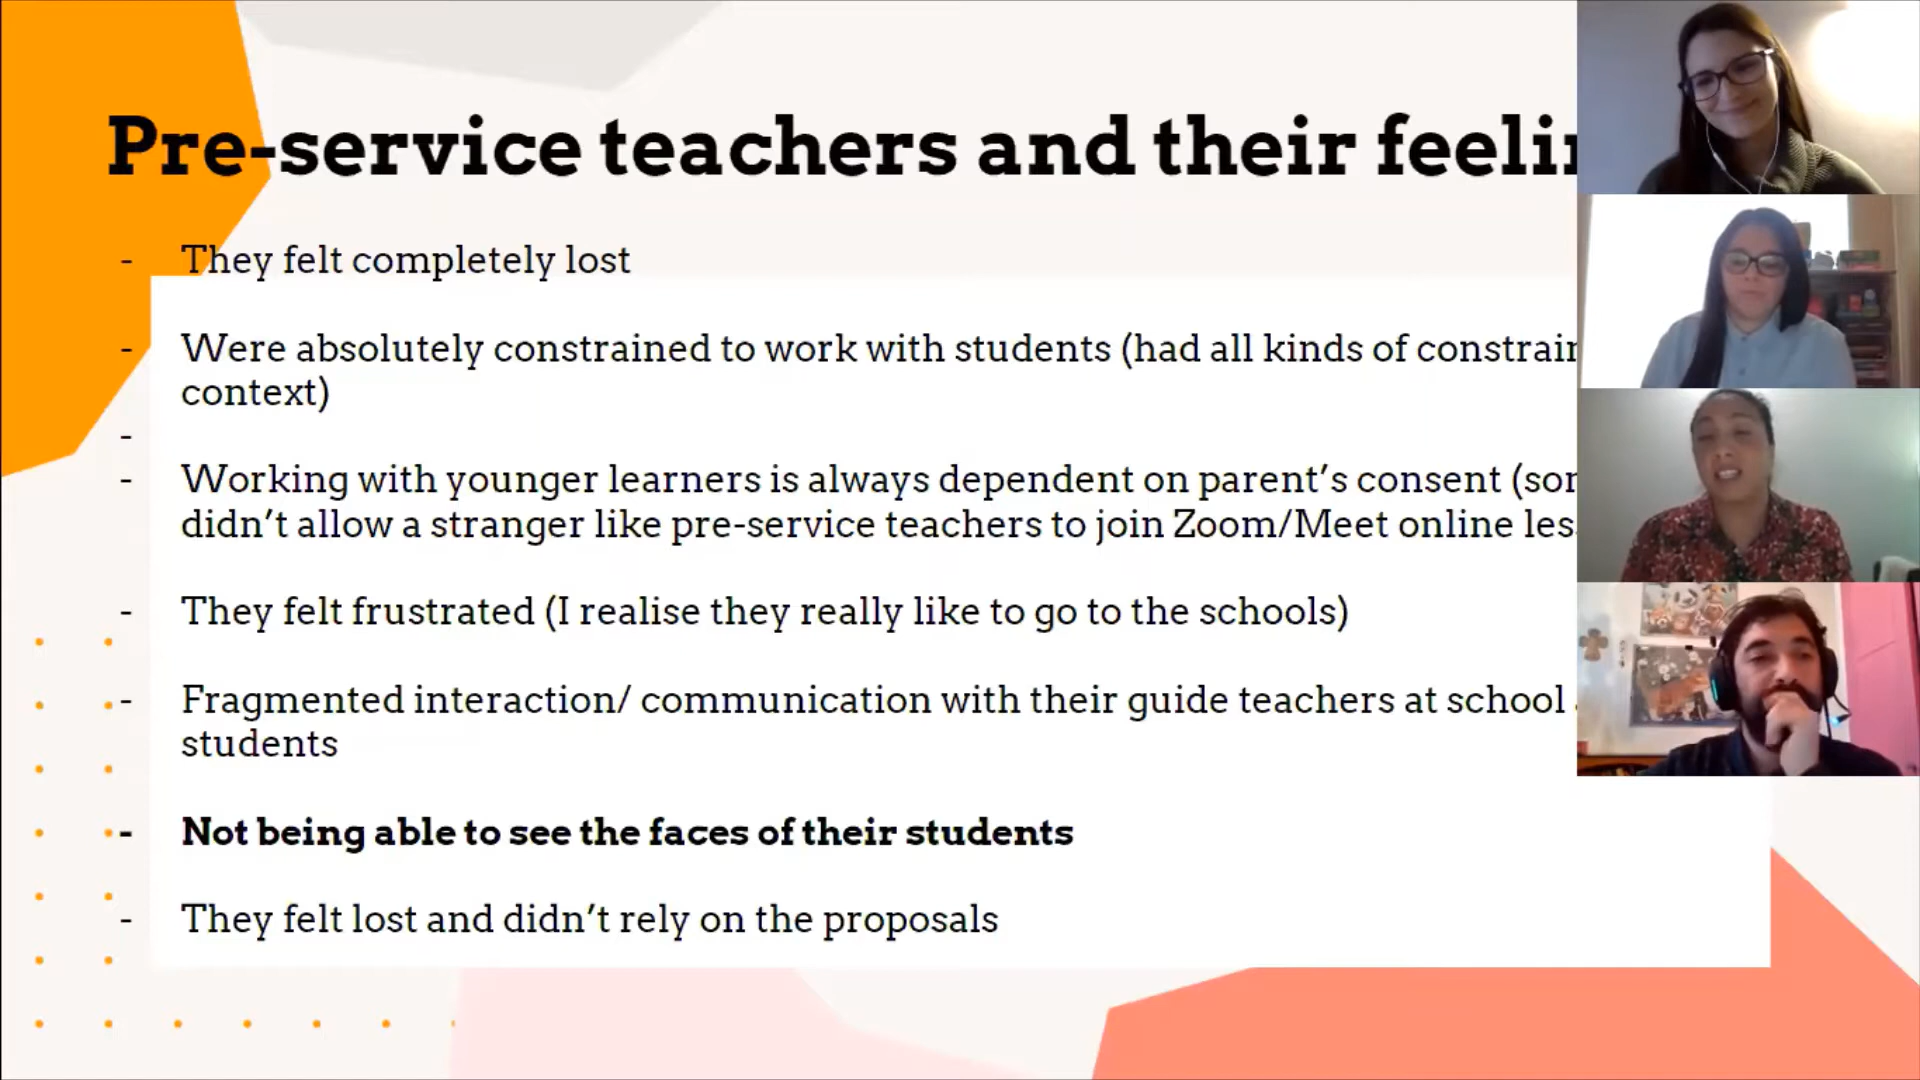 Pre-service teachers and their
- They felt completely lost
- Were absolutely constrained to work with students (had all kinds of
context)
-
- Working with younger learners is always dependent on parent’s consent
didn’t allow a stranger like pre-service teachers to join Zoom/Meet online
- They felt frustrated (I realise they really like to go to the schools)
- Fragmented interaction/ communication with their guide teachers at school
students
- Not being able to see the faces of their students
- They felt lost and didn’t rely on the proposals